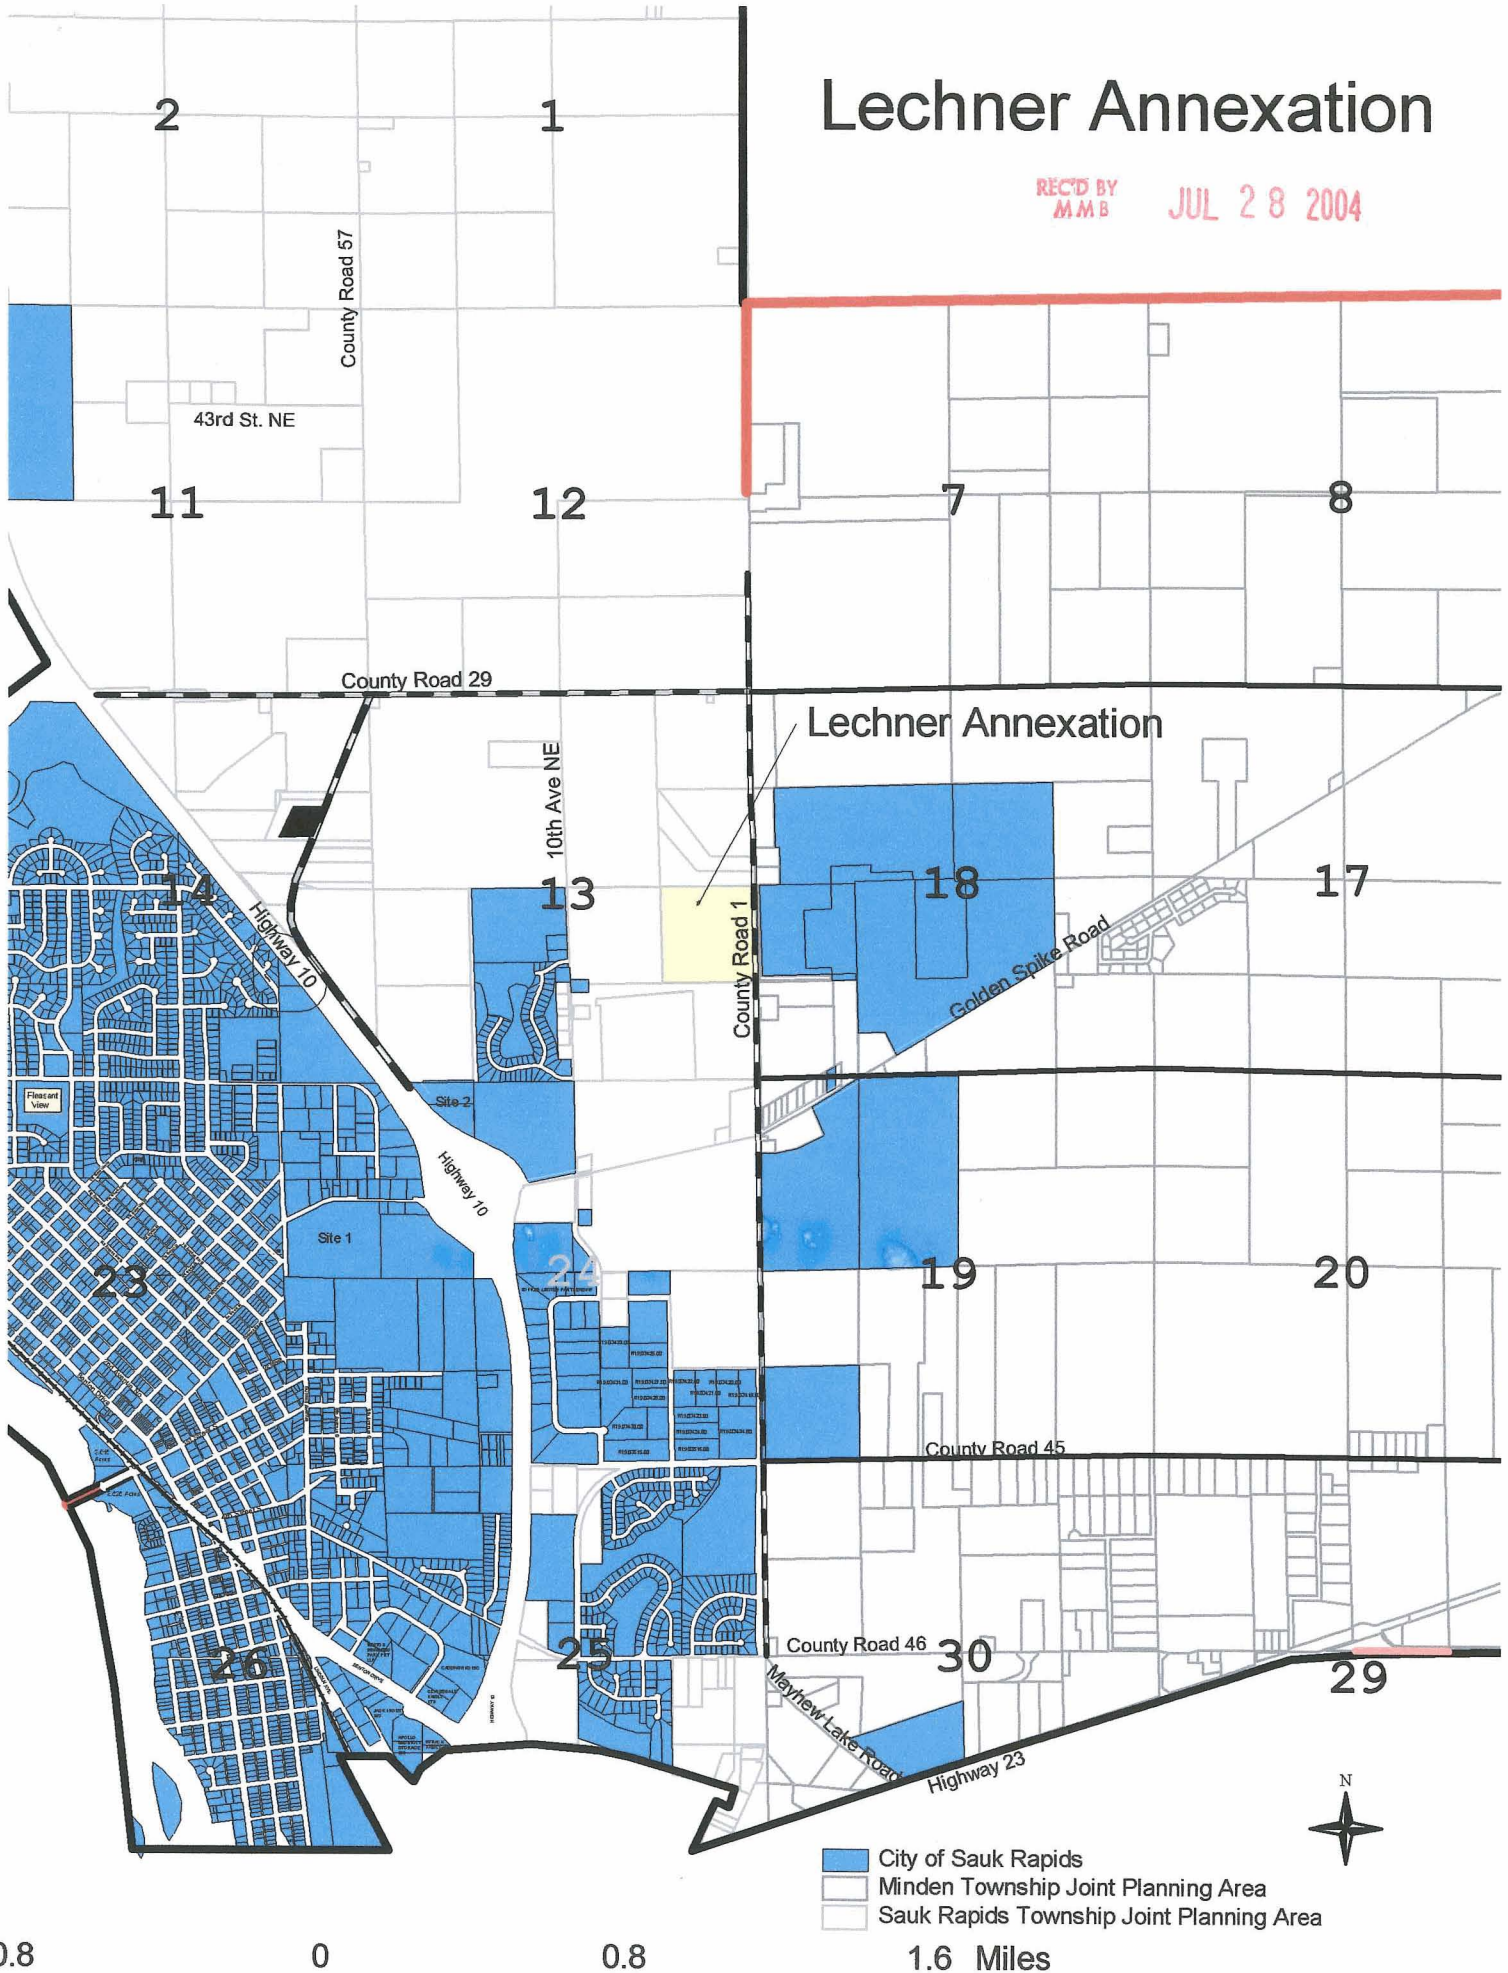 Lechner Annexation
REC'D BY
MMB
JUL 28 2004
2
1
County Road 57
43rd St. NE
11
12
7
8
County Road 29
Lechner Annexation
10th Ave NE
14
13
18
17
Highway 10
County Road 1
Golden Spike Road
Pleasant
View
Site 2
Highway 10
Site 1
23
24
19
20
County Road 45
26
25
County Road 46
30
29
Mayhew Lake Road
Highway 23
N
City of Sauk Rapids
Minden Township Joint Planning Area
Sauk Rapids Township Joint Planning Area
0.8
0
0.8
1.6 Miles